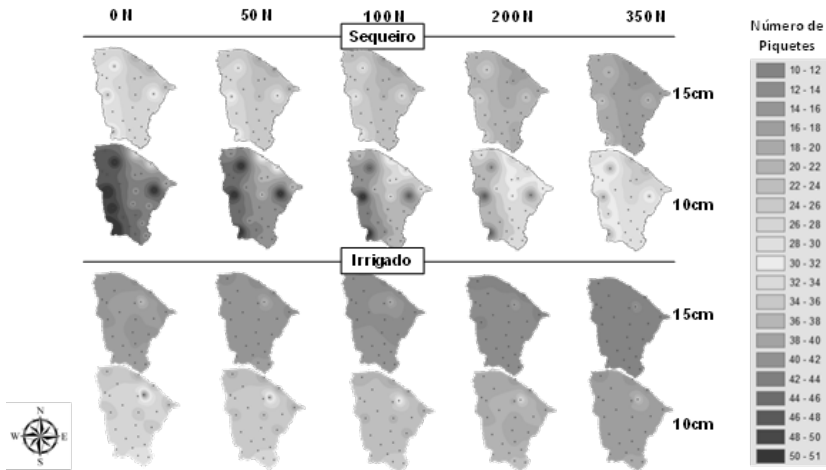 0 N 50 N 100 N 200 N 350 N
Sequeiro
15cm
10cm
Irrigado
15cm
10cm
N
W E
S
Número de
Piquetes
10 - 12
12 - 14
14 - 16
16 - 18
18 - 20
20 - 22
22 - 24
24 - 26
26 - 28
28 - 30
30 - 32
32 - 34
34 - 36
36 - 38
38 - 40
40 - 42
42 - 44
44 - 46
46 - 48
48 - 50
50 - 51